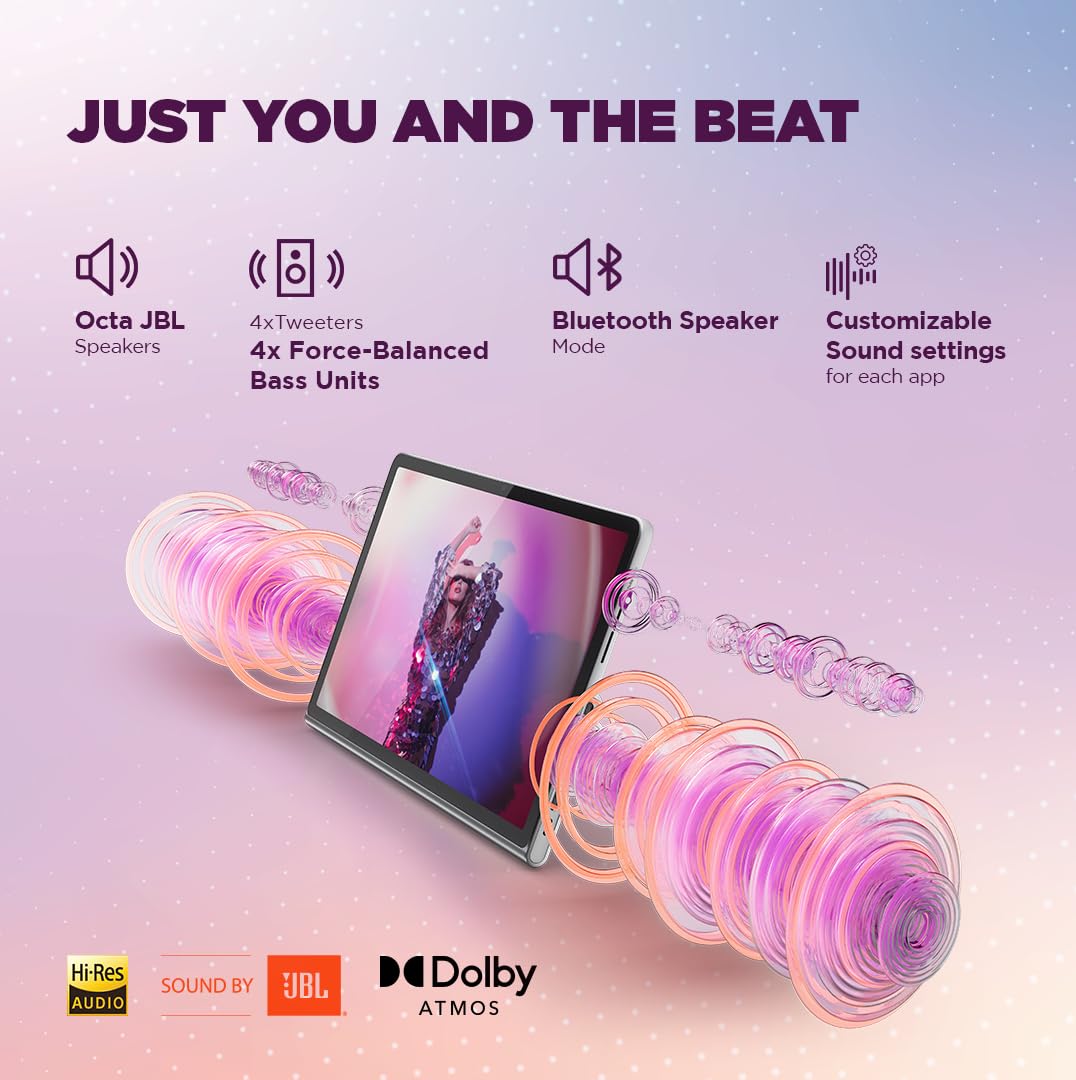 JUST YOU AND THE BEAT
Octa JBL
Speakers
4xTweeters
4x Force-Balanced
Bass Units
Bluetooth Speaker
Mode
Customizable
Sound settings
for each app
Hi-Res
AUDIO
SOUND BY
JBL
Dolby
ATMOS